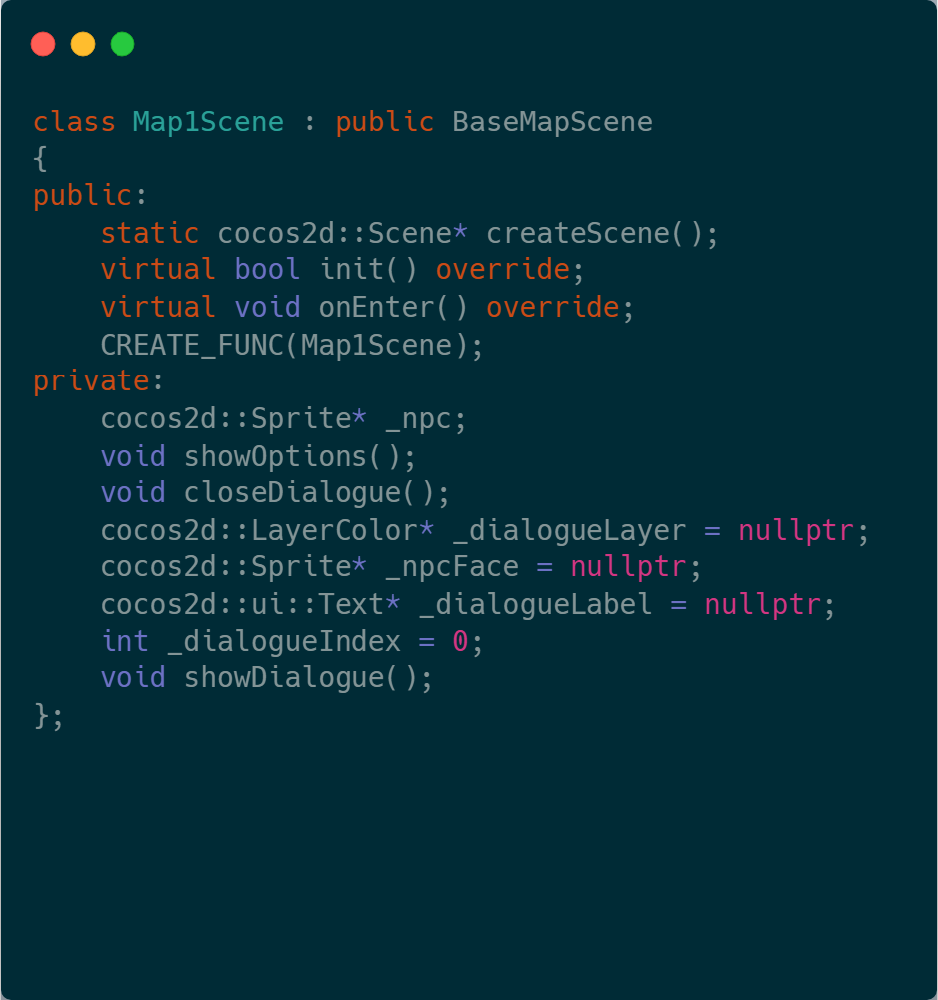 class Map1Scene : public BaseMapScene
{
public:
    static cocos2d::Scene* createScene();
    virtual bool init() override;
    virtual void onEnter() override;
    CREATE_FUNC(Map1Scene);
private:
    cocos2d::Sprite* _npc;
    void showOptions();
    void closeDialogue();
    cocos2d::LayerColor* _dialogueLayer = nullptr;
    cocos2d::Sprite* _npcFace = nullptr;
    cocos2d::ui::Text* _dialogueLabel = nullptr;
    int _dialogueIndex = 0;
    void showDialogue();
};